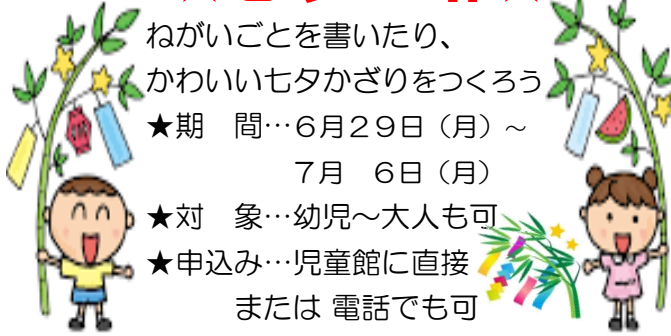 ねがいごとを書いたり、
かわいい七夕かざりをつくろう
★期　間…６月２９日（月）～
７月　６日（月）
★対　象…幼児～大人も可
★申込み…児童館に直接
または 電話でも可